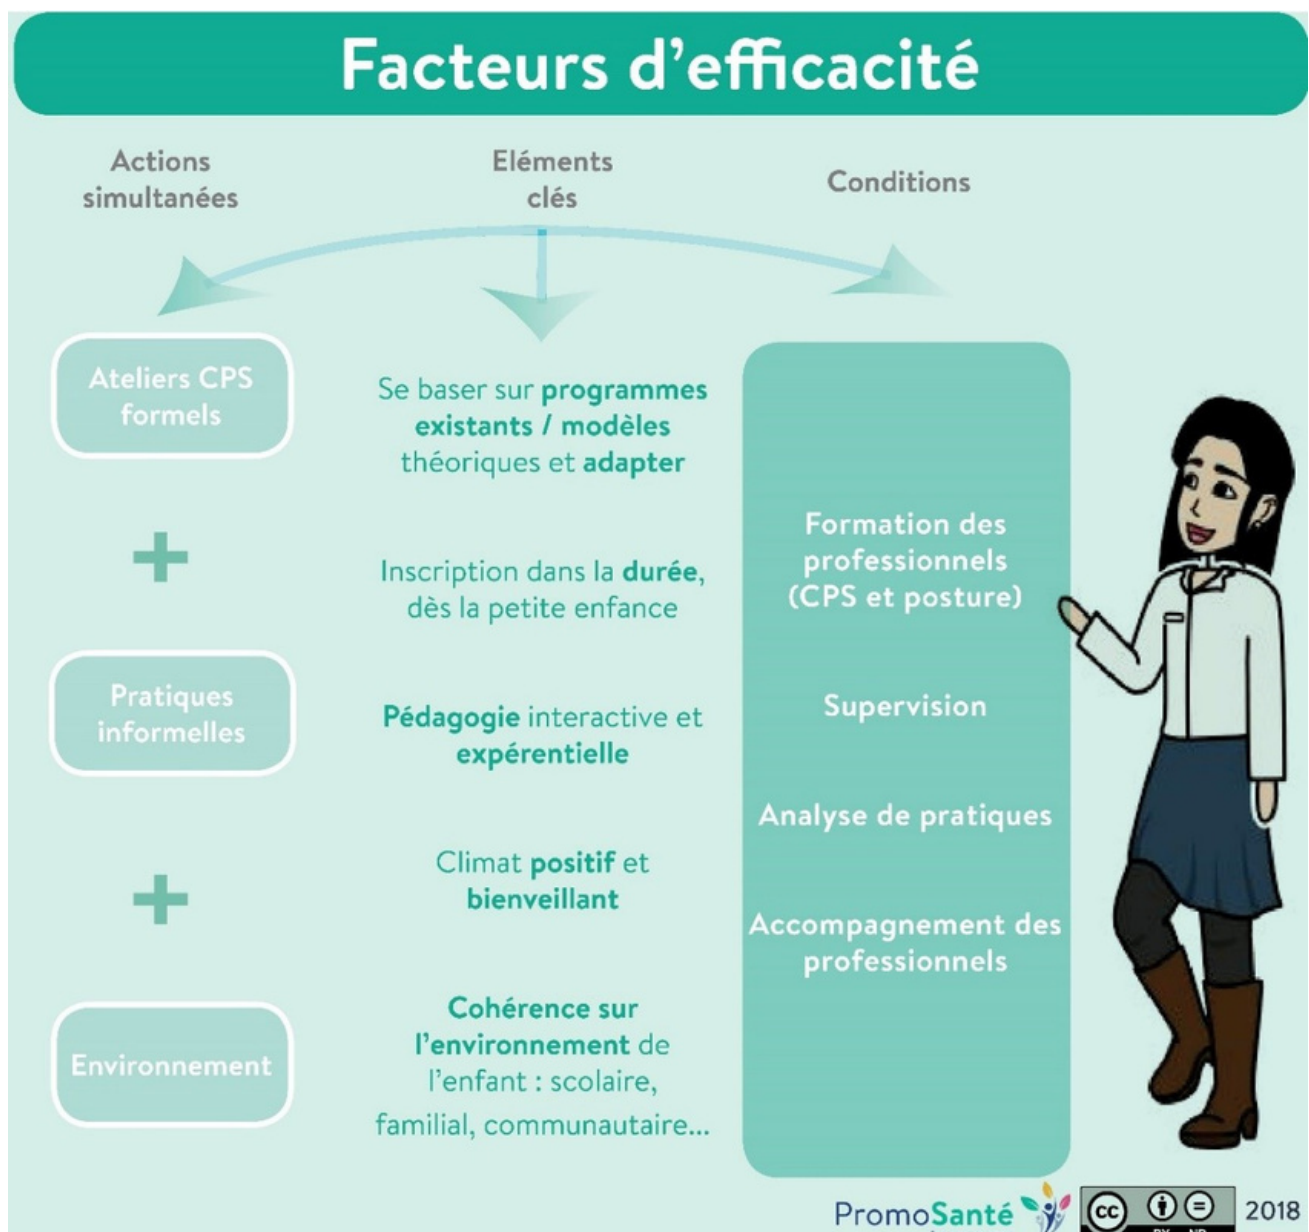 Facteurs d'efficacité
Actions
simultanées
Eléments
clés
Conditions
Ateliers CPS
formels
+
Pratiques
informelles
+
Environnement
Se baser sur programmes
existants / modèles
théoriques et adapter
Inscription dans la durée,
dès la petite enfance
Pédagogie interactive et
expérentielle
Climat positif et
bienveillant
Cohérence sur
l'environnement de
l'enfant : scolaire,
familial, communautaire...
Formation des
professionnels
(CPS et posture)
Supervision
Analyse de pratiques
Accompagnement des
professionnels
PromoSanté
cc
2018